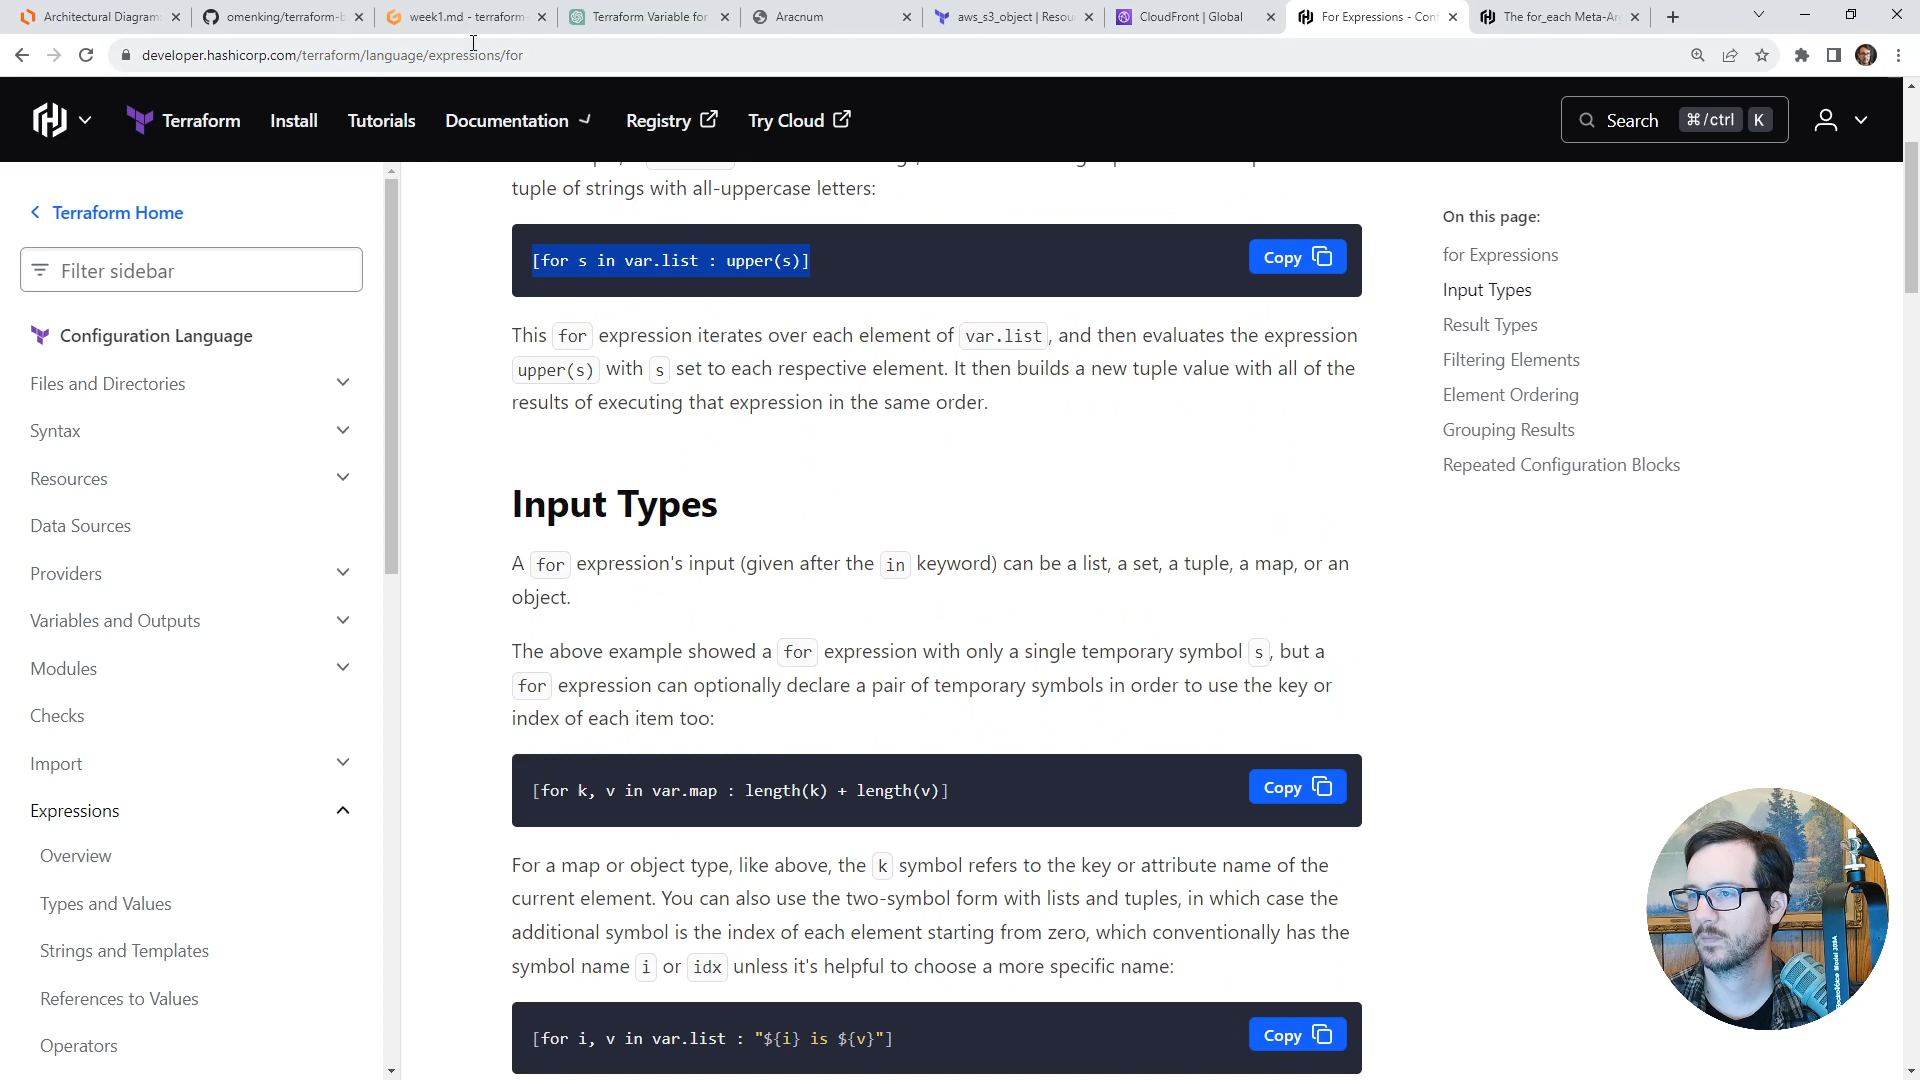 Architectural Diagram
omenking/terraform-b
week1.md - terraform-
Terraform Variable for
Aracnum
aws_s3_object | Resou
CloudFront | Global
For Expressions - Conf
The for_each Meta-Ar
developer.hashicorp.com/terraform/language/expressions/for
Terraform
Install
Tutorials
Documentation
Registry
Try Cloud
Search
⌘/ctrl
K
Terraform Home
Filter sidebar
Configuration Language
Files and Directories
Syntax
Resources
Data Sources
Providers
Variables and Outputs
Modules
Checks
Import
Expressions
Overview
Types and Values
Strings and Templates
References to Values
Operators
tuple of strings with all-uppercase letters:
[for s in var.list : upper(s)]
Copy
This for expression iterates over each element of var.list, and then evaluates the expression
upper(s) with s set to each respective element. It then builds a new tuple value with all of the
results of executing that expression in the same order.
Input Types
A for expression's input (given after the in keyword) can be a list, a set, a tuple, a map, or an
object.
The above example showed a for expression with only a single temporary symbol s, but a
for expression can optionally declare a pair of temporary symbols in order to use the key or
index of each item too:
[for k, v in var.map : length(k) + length(v)]
Copy
For a map or object type, like above, the k symbol refers to the key or attribute name of the
current element. You can also use the two-symbol form with lists and tuples, in which case the
additional symbol is the index of each element starting from zero, which conventionally has the
symbol name i or idx unless it's helpful to choose a more specific name:
[for i, v in var.list : "${i} is ${v}"]
Copy
On this page:
for Expressions
Input Types
Result Types
Filtering Elements
Element Ordering
Grouping Results
Repeated Configuration Blocks